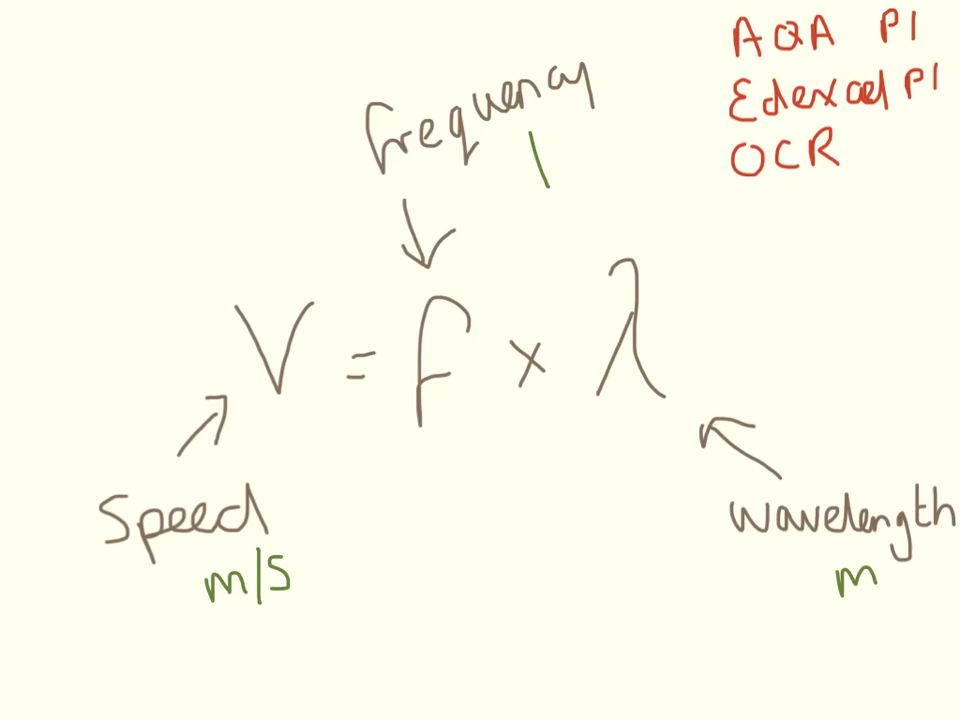 AQA P1
Edexcel P1
OCR
frequency
V = f × λ
Speed
m/s
wavelength
m